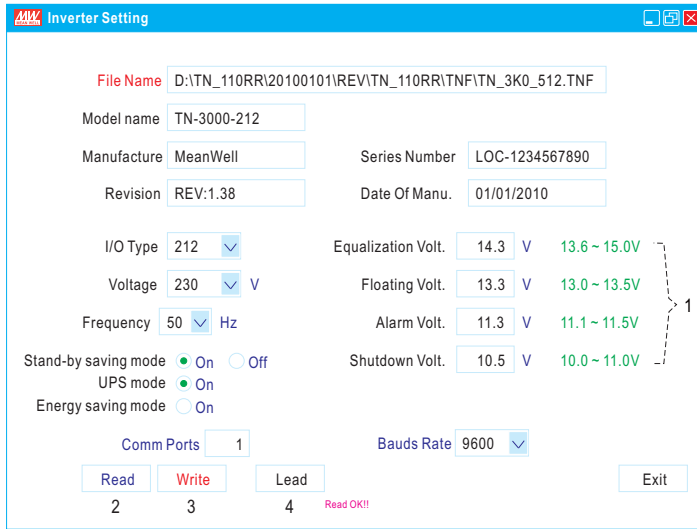 MW MEAN WELL Inverter Setting
File Name D:\TN_110RR\20100101\REV\TN_110RR\TNF\TN_3K0_512.TNF
Model name TN-3000-212
Manufacture MeanWell Series Number LOC-1234567890
Revision REV:1.38 Date Of Manu. 01/01/2010
I/O Type 212 Equalization Volt. 14.3 V 13.6 ~ 15.0V
Voltage 230 V Floating Volt. 13.3 V 13.0 ~ 13.5V
1
Frequency 50 Hz Alarm Volt. 11.3 V 11.1 ~ 11.5V
Stand-by saving mode On Off Shutdown Volt. 10.5 V 10.0 ~ 11.0V
UPS mode On
Energy saving mode On
Comm Ports 1 Bauds Rate 9600
Read Write Lead Exit
2 3 4 Read OK!!